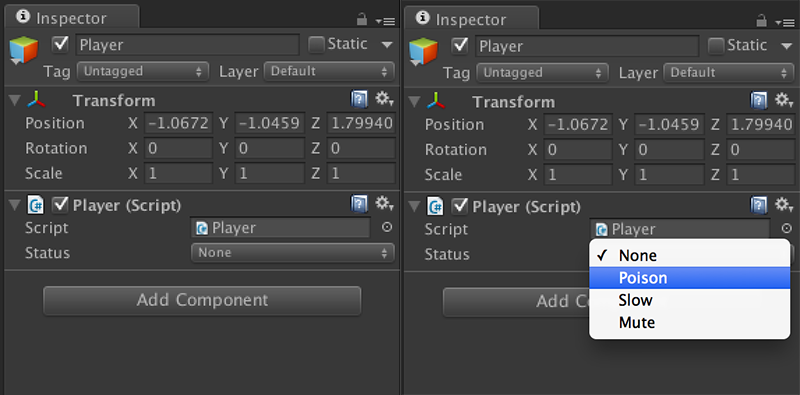 Inspector
Player Static
Tag Untagged Layer Default
Transform
Position X -1.0672 Y -1.0459 Z 1.79940
Rotation X 0 Y 0 Z 0
Scale X 1 Y 1 Z 1
Player (Script)
Script Player
Status None
Add Component
Inspector
Player Static
Tag Untagged Layer Default
Transform
Position X -1.0672 Y -1.0459 Z 1.79940
Rotation X 0 Y 0 Z 0
Scale X 1 Y 1 Z 1
Player (Script)
Script Player
Status
✓ None
Poison
Slow
Mute
Add Co